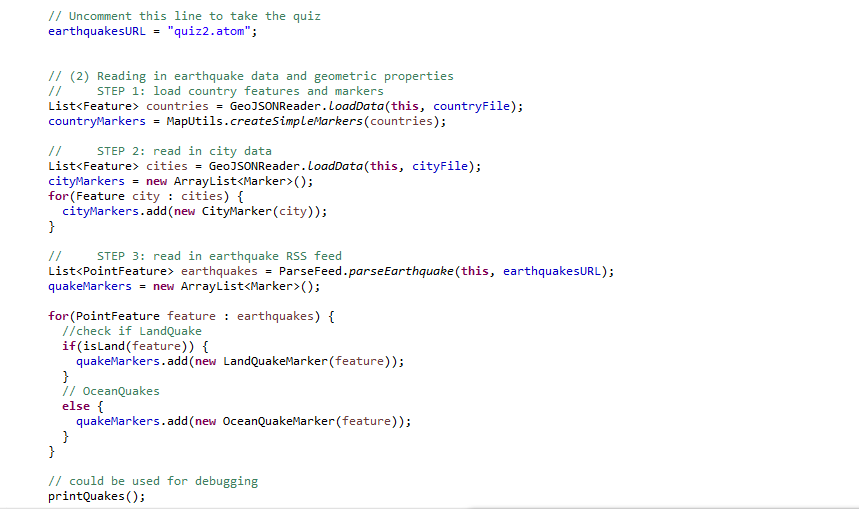 // Uncomment this line to take the quiz
earthquakesURL = "quiz2.atom";
// (2) Reading in earthquake data and geometric properties
//     STEP 1: load country features and markers
List<Feature> countries = GeoJSONReader.loadData(this, countryFile);
countryMarkers = MapUtils.createSimpleMarkers(countries);
//     STEP 2: read in city data
List<Feature> cities = GeoJSONReader.loadData(this, cityFile);
cityMarkers = new ArrayList<Marker>();
for(Feature city : cities) {
  cityMarkers.add(new CityMarker(city));
}
//     STEP 3: read in earthquake RSS feed
List<PointFeature> earthquakes = ParseFeed.parseEarthquake(this, earthquakesURL);
quakeMarkers = new ArrayList<Marker>();
for(PointFeature feature : earthquakes) {
  //check if LandQuake
  if(isLand(feature)) {
    quakeMarkers.add(new LandQuakeMarker(feature));
  }
  // OceanQuakes
  else {
    quakeMarkers.add(new OceanQuakeMarker(feature));
  }
}
// could be used for debugging
printQuakes();